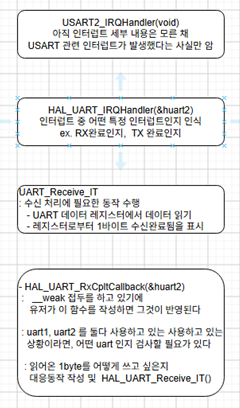 USART2_IRQHandler(void)
아직 인터럽트 세부 내용은 모른 채
USART 관련 인터럽트가 발생했다는 사실만 암
HAL_UART_IRQHandler(&huart2)
인터럽트 중 어떤 특정 인터럽트인지 인식
ex. RX완료인지, TX 완료인지
UART_Receive_IT
: 수신 처리에 필요한 동작 수행
- UART 데이터 레지스터에서 데이터 읽기
- 레지스터로부터 1바이트 수신완료됨을 표시
- HAL_UART_RxCpltCallback(&huart2)
: __weak 접두를 하고 있기에
유저가 이 함수를 작성하면 그것이 반영된다
: uart1, uart2 를 둘다 사용하고 있는 사용하고 있는
상황이라면, 어떤 uart 인지 검사할 필요가 있다
: 읽어온 1byte를 어떻게 쓰고 싶은지
대응동작 작성 및 HAL_UART_Receive_IT()